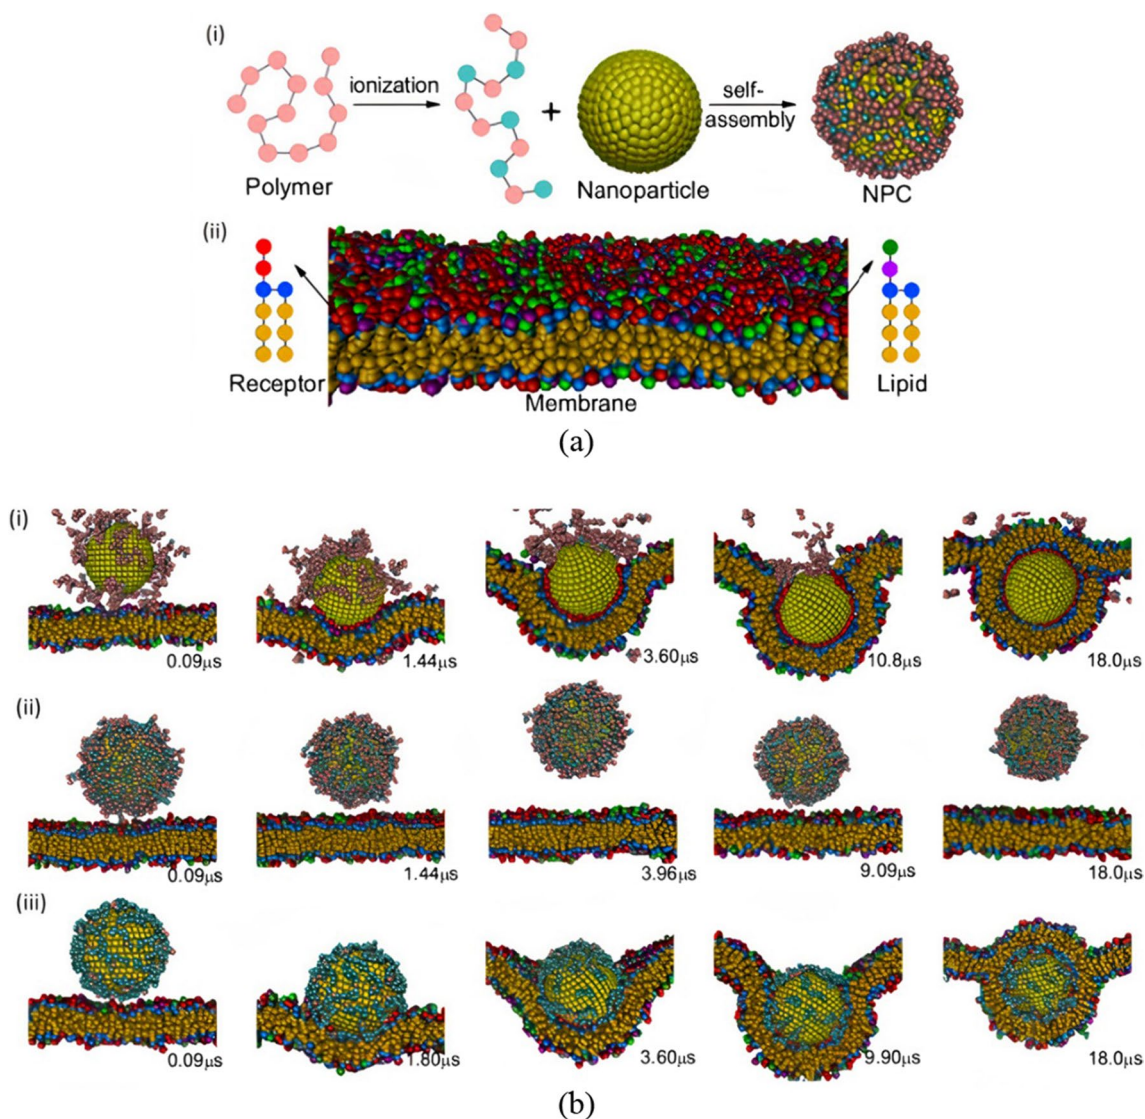 (i)
ionization
+
self-
assembly
Polymer
Nanoparticle
NPC
(ii)
Receptor
Membrane
Lipid
(a)
(i)
0.09μs
1.44μs
3.60μs
10.8μs
18.0μs
(ii)
0.09μs
1.44μs
3.96μs
9.09μs
18.0μs
(iii)
0.09μs
1.80μs
3.60μs
9.90μs
18.0μs
(b)